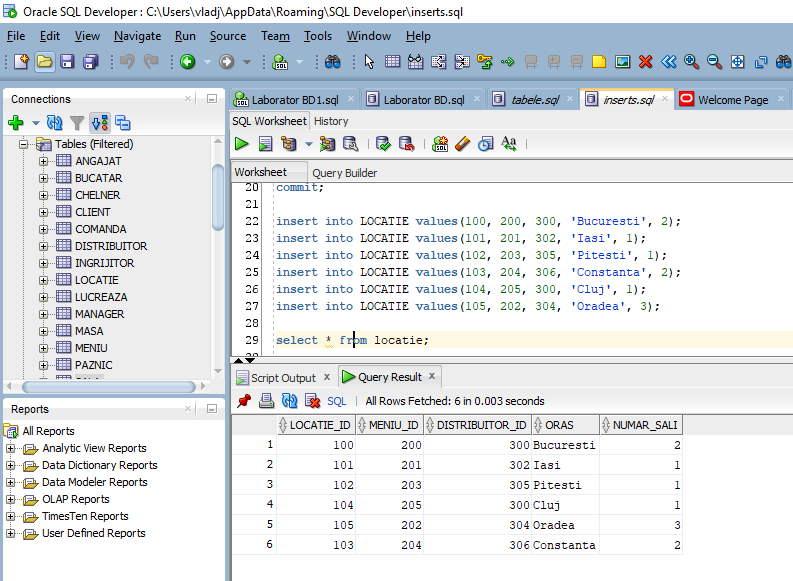 Oracle SQL Developer : C:\Users\vladj\AppData\Roaming\SQL Developer\inserts.sql
File Edit View Navigate Run Source Team Tools Window Help
Connections
Tables (Filtered)
ANGAJAT
BUCATAR
CHELNER
CLIENT
COMANDA
DISTRIBUITOR
INGRIJITOR
LOCATIE
LUCREAZA
MANAGER
MASA
MENIU
PAZNIC
Reports
All Reports
Analytic View Reports
Data Dictionary Reports
Data Modeler Reports
OLAP Reports
TimesTen Reports
User Defined Reports
Laborator BD1.sql Laborator BD.sql tabele.sql inserts.sql Welcome Page
SQL Worksheet History
Worksheet Query Builder
20 commit;
21
22 insert into LOCATIE values(100, 200, 300, 'Bucuresti', 2);
23 insert into LOCATIE values(101, 201, 302, 'Iasi', 1);
24 insert into LOCATIE values(102, 203, 305, 'Pitesti', 1);
25 insert into LOCATIE values(103, 204, 306, 'Constanta', 2);
26 insert into LOCATIE values(104, 205, 300, 'Cluj', 1);
27 insert into LOCATIE values(105, 202, 304, 'Oradea', 3);
28
29 select * from locatie;
Script Output x Query Result x
SQL | All Rows Fetched: 6 in 0.003 seconds
LOCATIE_ID MENIU_ID DISTRIBUITOR_ID ORAS NUMAR_SALI
1 100 200 300 Bucuresti 2
2 101 201 302 Iasi 1
3 102 203 305 Pitesti 1
4 104 205 300 Cluj 1
5 105 202 304 Oradea 3
6 103 204 306 Constanta 2